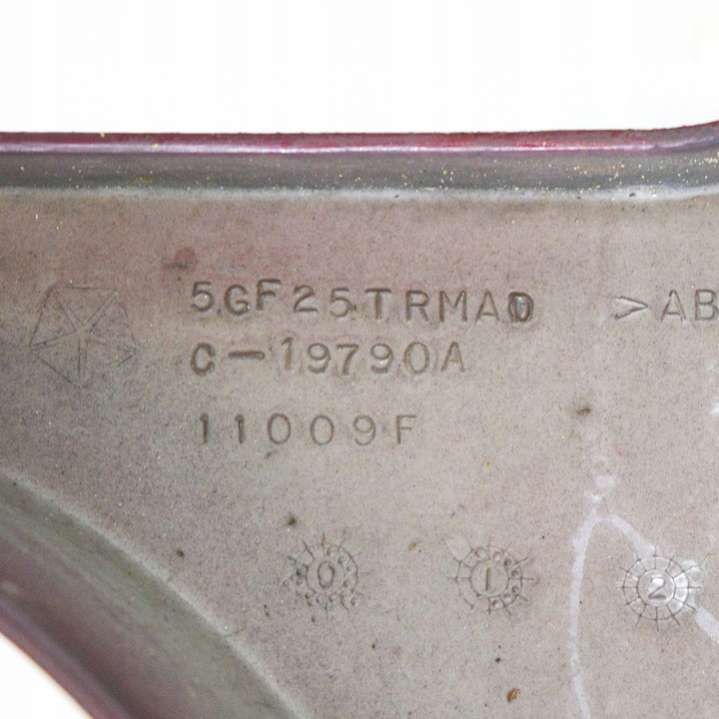 5GF25TRMAD >AB
C-19790A
11009F
0 1 2